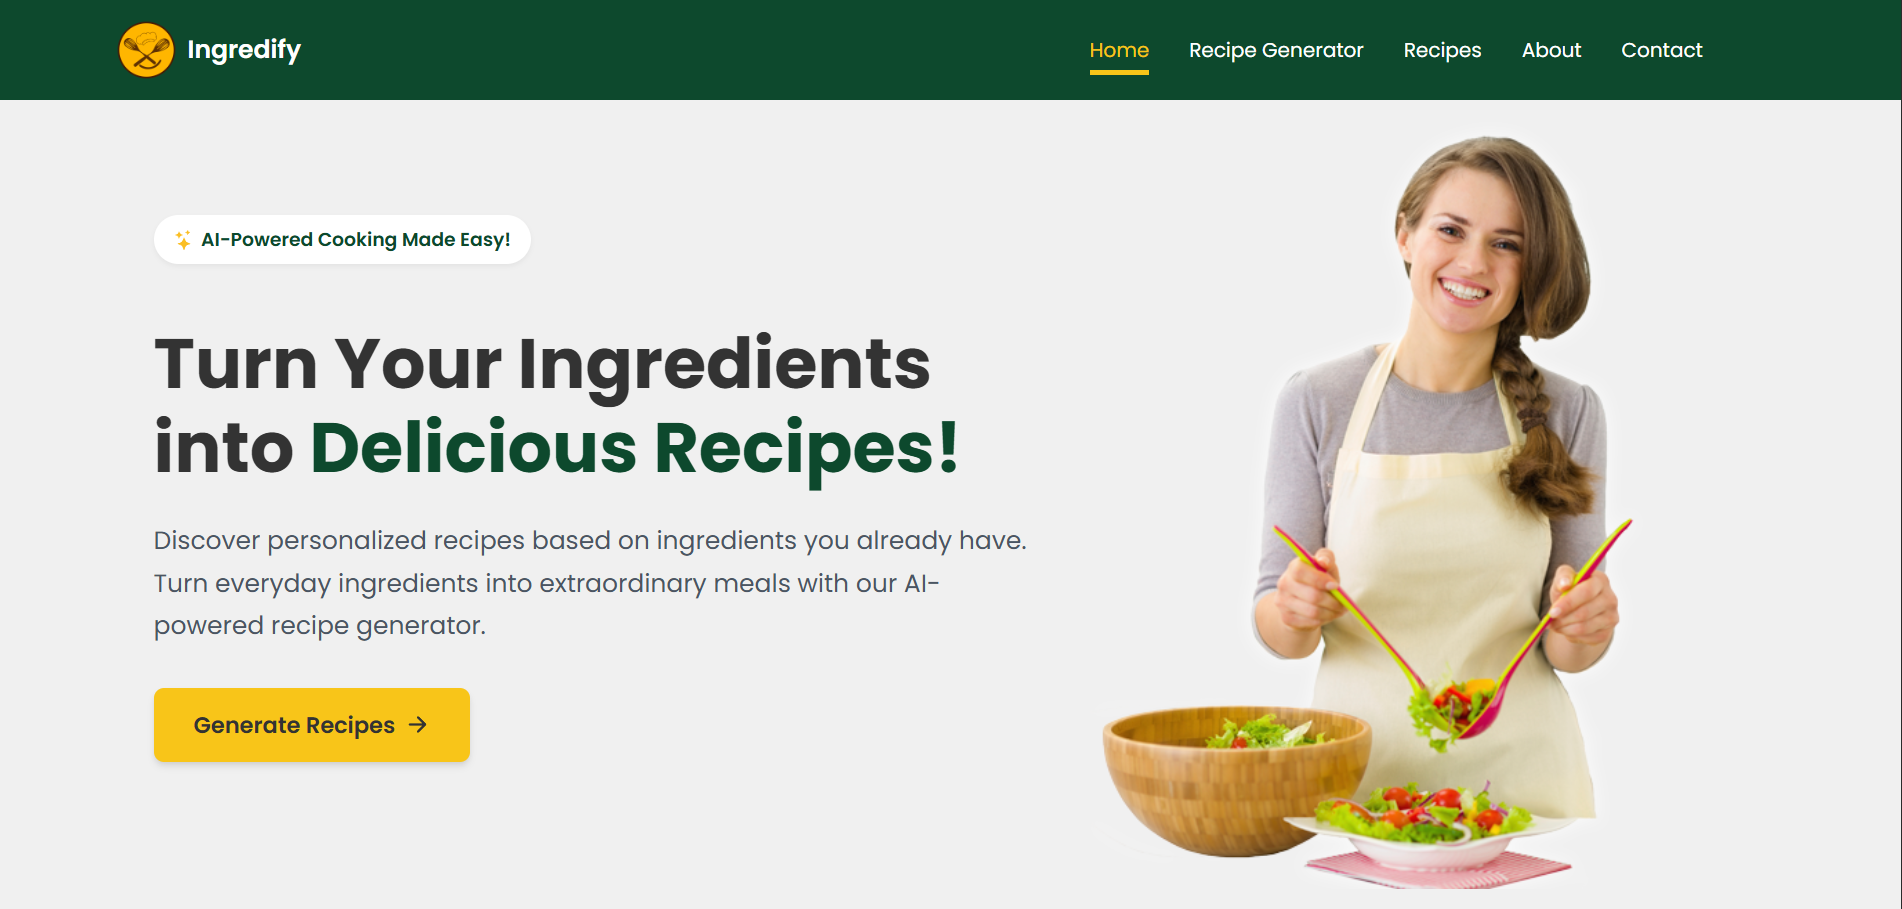 Ingredify
Home
Recipe Generator
Recipes
About
Contact
AI-Powered Cooking Made Easy!
Turn Your Ingredients
into Delicious Recipes!
Discover personalized recipes based on ingredients you already have.
Turn everyday ingredients into extraordinary meals with our AI-
powered recipe generator.
Generate Recipes →